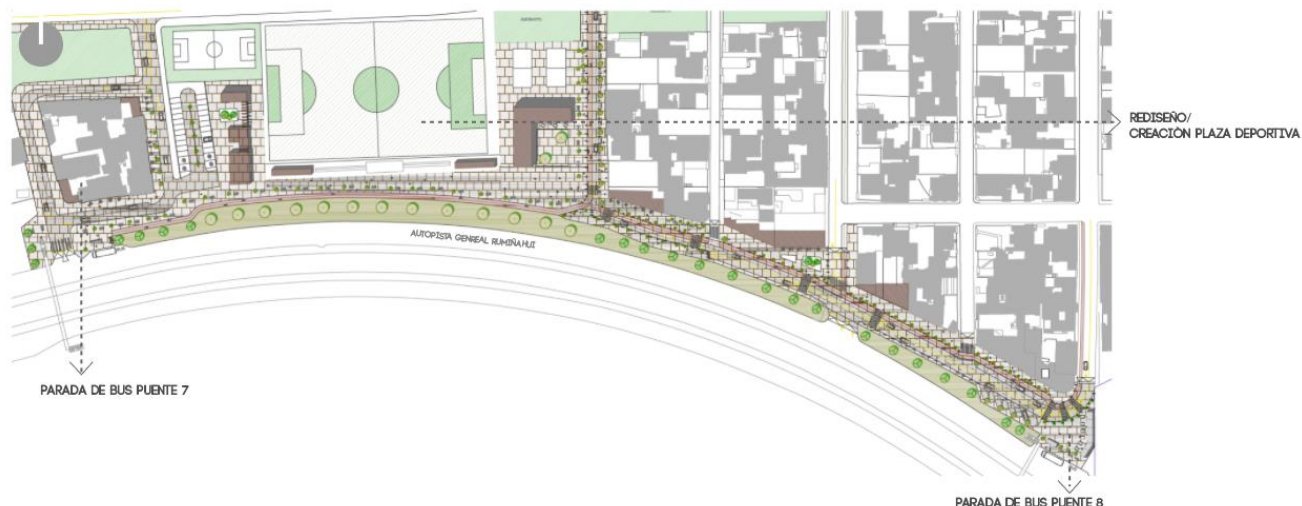 REDISEÑO/
CREACIÓN PLAZA DEPORTIVA
AUTOPISTA GENREAL RUMIÑAHUI
PARADA DE BUS PUENTE 7
PARADA DE BUS PUENTE 8